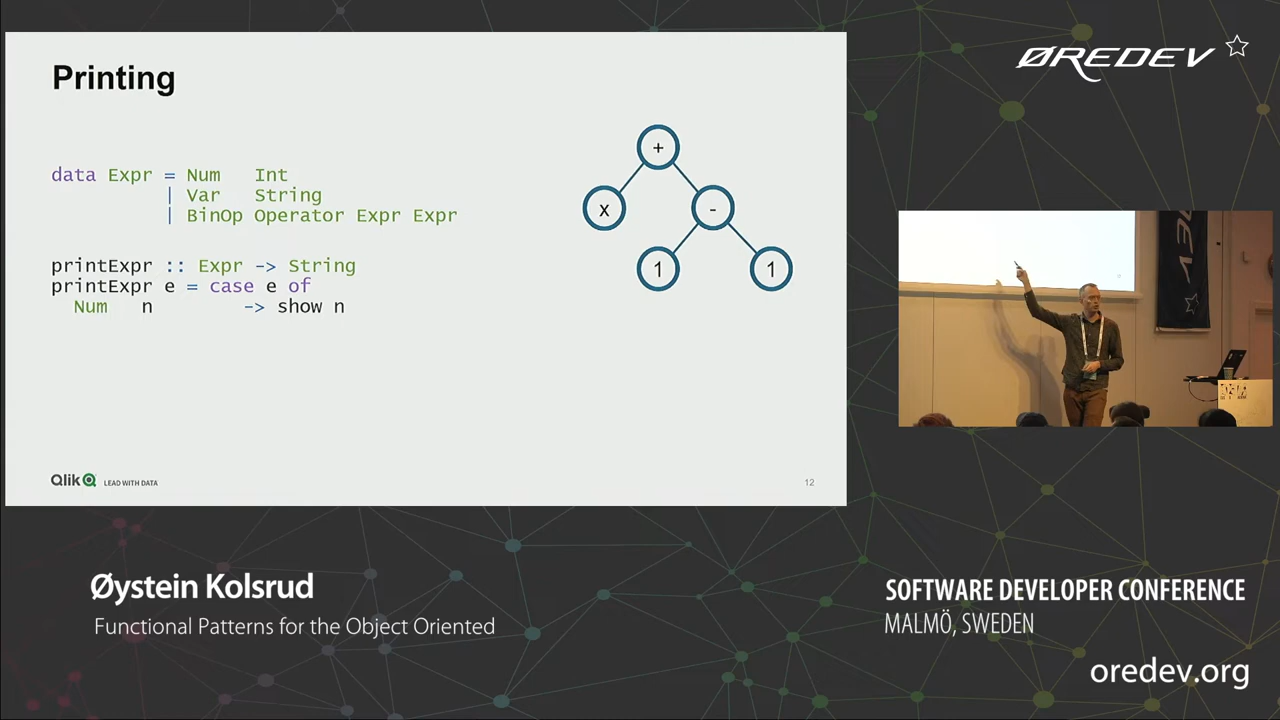 Printing
data Expr = Num Int
| Var String
| BinOp Operator Expr Expr
printExpr :: Expr -> String
printExpr e = case e of
Num n -> show n
+
x
-
1
1
Qlik
LEAD WITH DATA
12
ØREDEV
Øystein Kolsrud
Functional Patterns for the Object Oriented
SOFTWARE DEVELOPER CONFERENCE
MALMÖ, SWEDEN
oredev.org